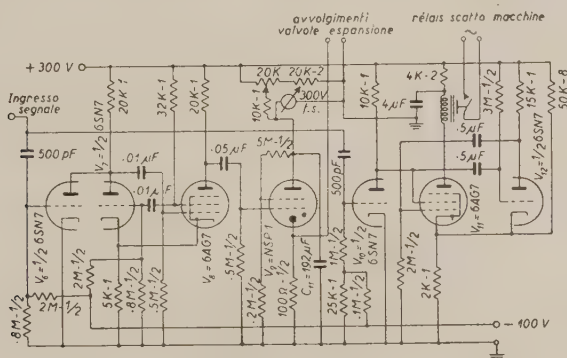 avvolgimenti
valvole espansione
rélais scatto macchine
~
+300 V
20K
20K-2
10K-1
300V
f.s.
10K-1
4K-2
4μF
3M-1/2
15K-1
50K-8
Ingresso
segnale
20K-1
32K-1
20K-1
500 pF
V₇=1/2 6SN7
.01μF
.01μF
.05μF
5M-1/2
500pF
.5μF
.5μF
V₁₂=1/2 6SN7
V₆=1/2 6SN7
V₈=6AG7
V₉=NSP1
C₁₁=192μF
V₁₀=1/2
6SN7
V₁₁=6AG7
.8M-1/2
2M-1/2
2M-1/2
5K-1
.8M-1/2
.5M-1/2
.5M-1/2
.2M-1/2
100Ω-1/2
1M-1/2
25K-1
.1M-1/2
2M-1/2
2K-1
-100V